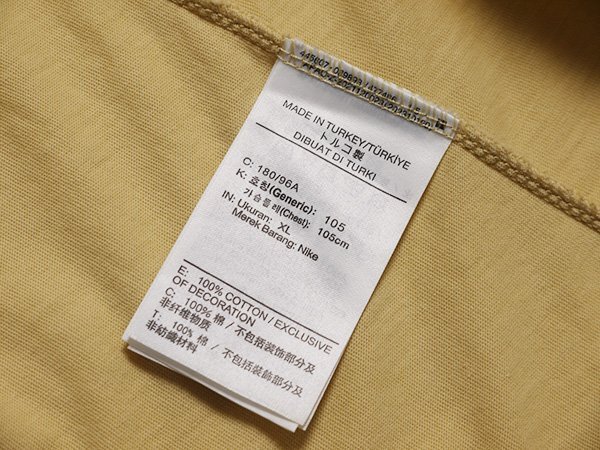 MADE IN TURKEY/TÜRKİYE
トルコ製
DIBUAT DI TURKI
C: 180/96A
K: 호칭(Generic): 105
가슴둘레(Chest): 105cm
IN: Ukuran: XL
Merek Barang: Nike
E: 100% COTTON / EXCLUSIVE
OF DECORATION
C: 100% 棉 / 不包括装饰部分及
非纤维物质
T: 100% 棉 / 不包括裝飾部分及
非紡織材料